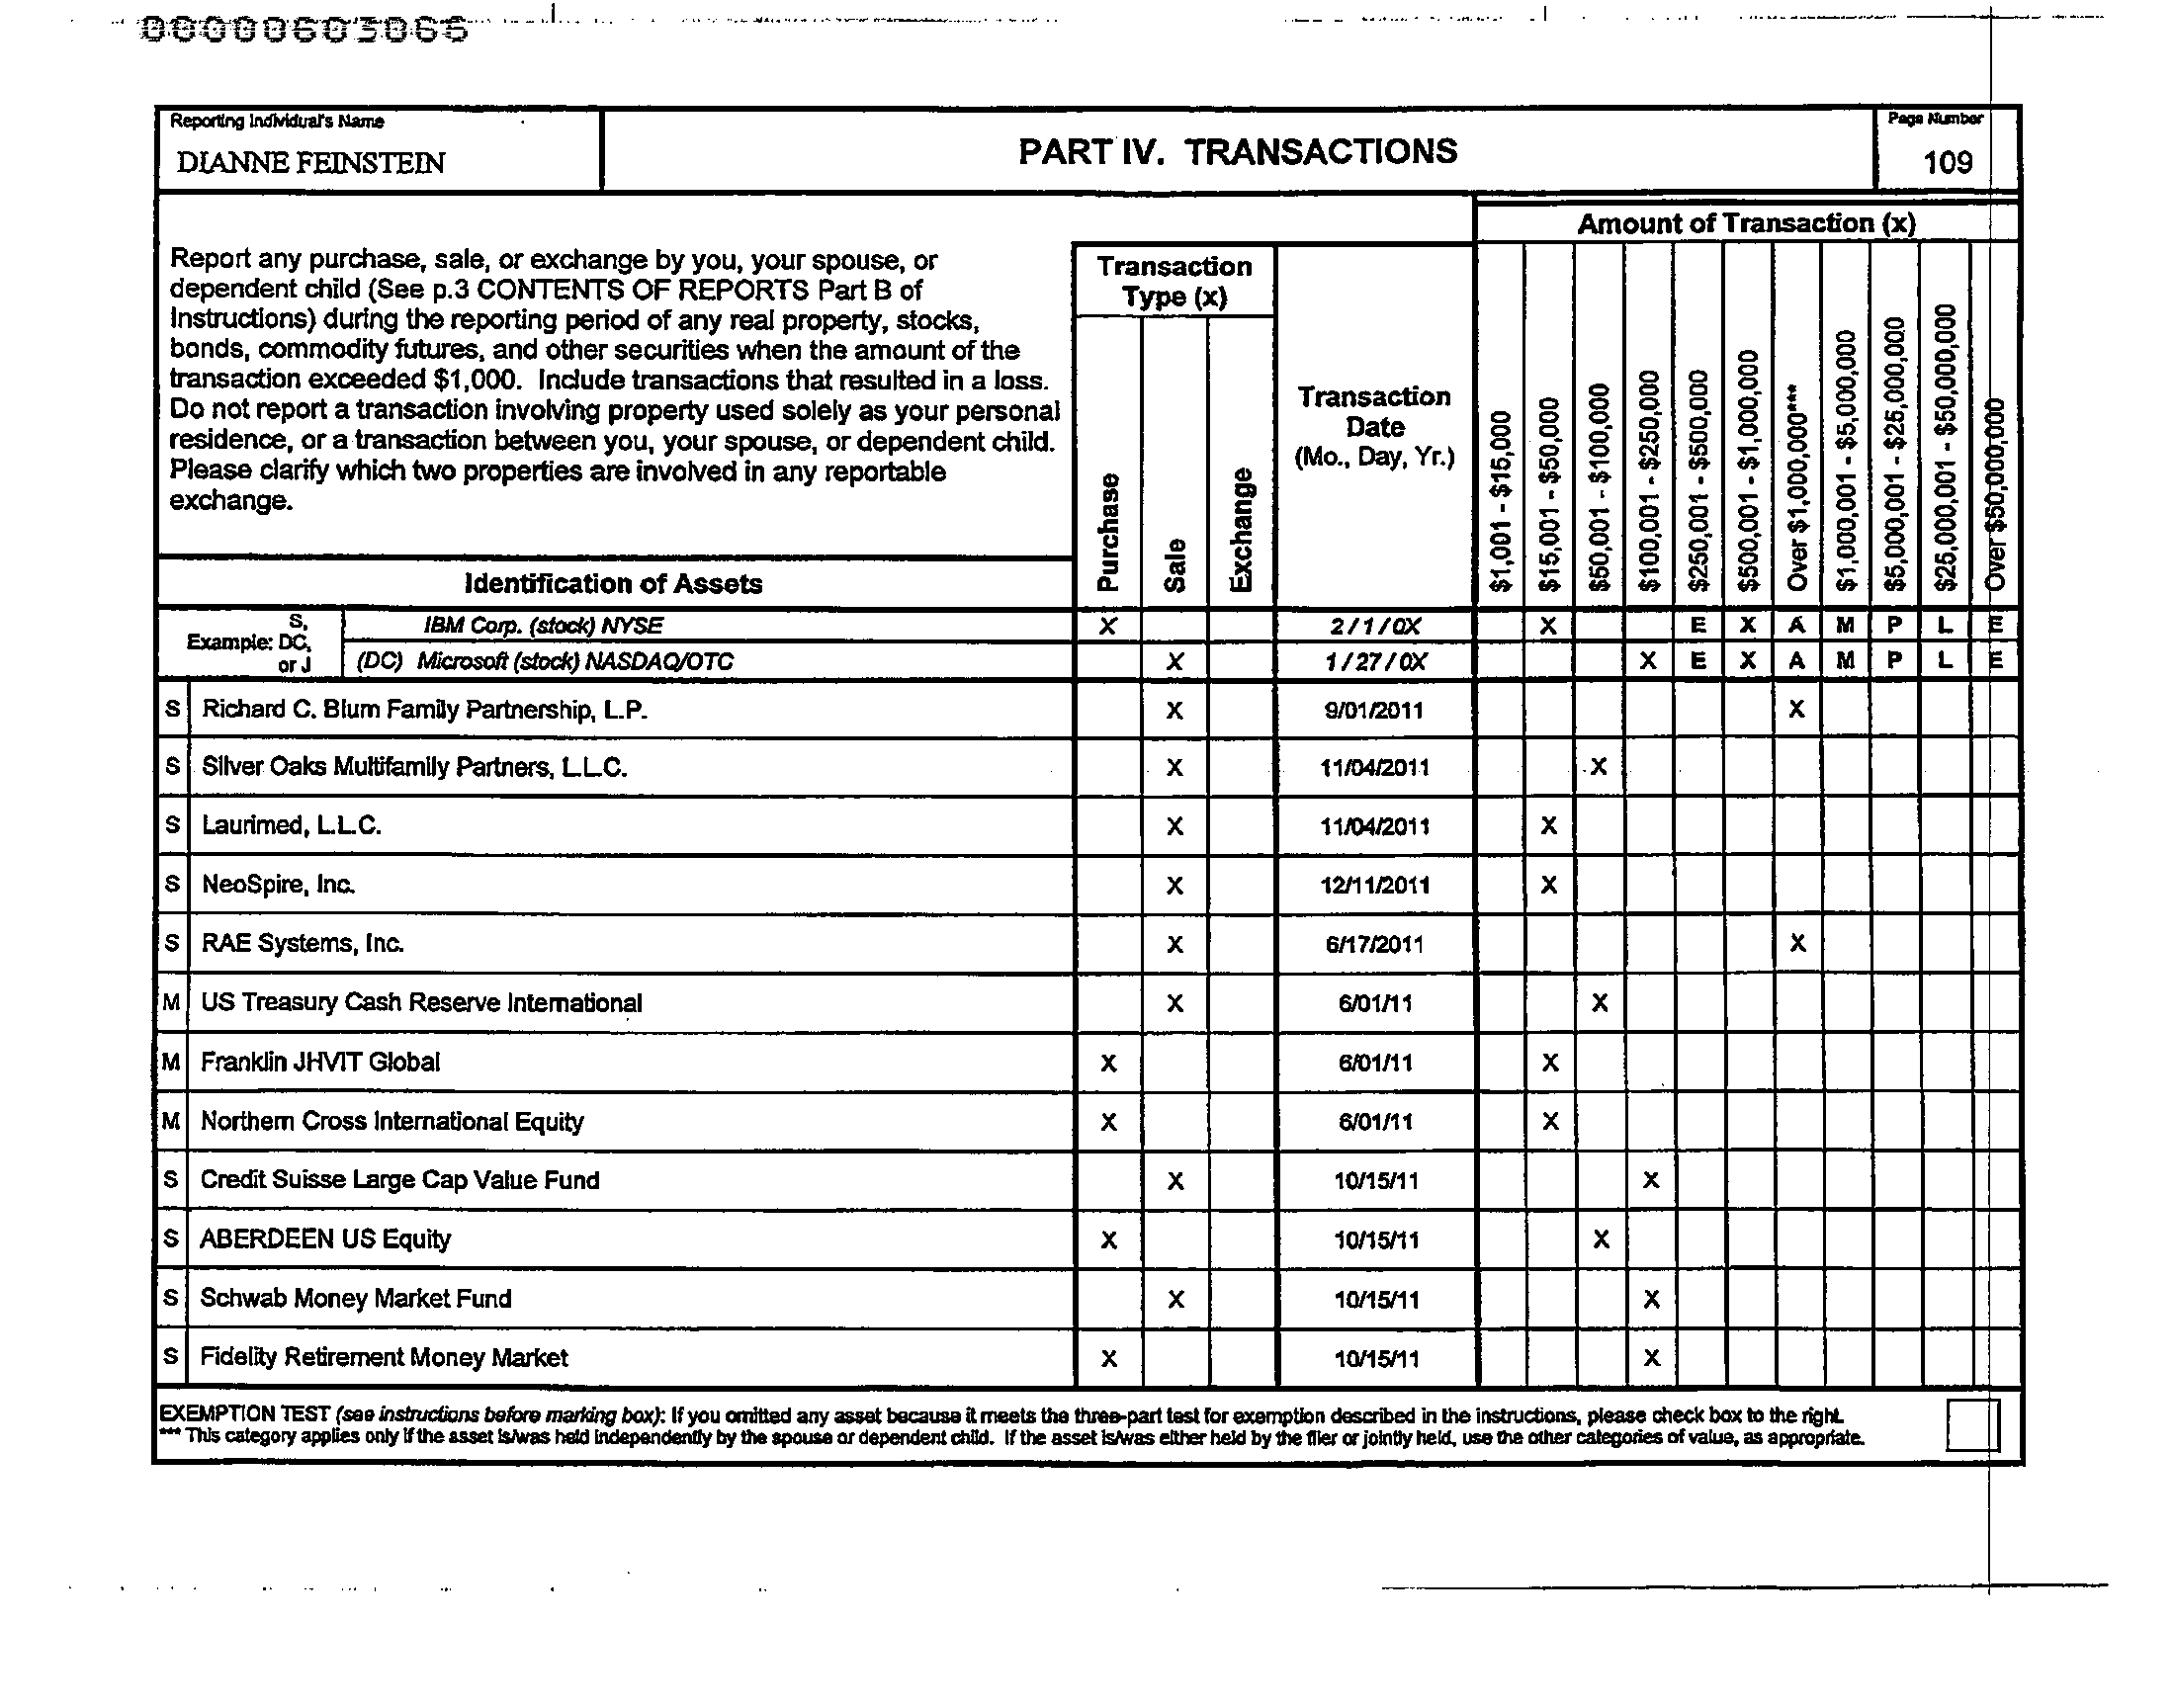 00000603066
Reporting Individual's Name
DIANNE FEINSTEIN
PART IV. TRANSACTIONS
Page Number
109
Report any purchase, sale, or exchange by you, your spouse, or
dependent child (See p.3 CONTENTS OF REPORTS Part B of
Instructions) during the reporting period of any real property, stocks,
bonds, commodity futures, and other securities when the amount of the
transaction exceeded $1,000. Include transactions that resulted in a loss.
Do not report a transaction involving property used solely as your personal
residence, or a transaction between you, your spouse, or dependent child.
Please clarify which two properties are involved in any reportable
exchange.
Identification of Assets
Transaction
Type (x)
Purchase
Sale
Exchange
Transaction
Date
(Mo., Day, Yr.)
Amount of Transaction (x)
$1,001 - $15,000
$15,001 - $50,000
$50,001 - $100,000
$100,001 - $250,000
$250,001 - $500,000
$500,001 - $1,000,000
Over $1,000,000***
$1,000,001 - $5,000,000
$5,000,001 - $25,000,000
$25,000,001 - $50,000,000
Over $50,000,000
Example: S, DC, or J
IBM Corp. (stock) NYSE X 2/1/0X X E X A M P L E
(DC) Microsoft (stock) NASDAQ/OTC X 1/27/0X X E X A M P L E
S Richard C. Blum Family Partnership, L.P. X 9/01/2011 X
S Silver Oaks Multifamily Partners, L.L.C. X 11/04/2011 X
S Laurimed, L.L.C. X 11/04/2011 X
S NeoSpire, Inc. X 12/11/2011 X
S RAE Systems, Inc. X 6/17/2011 X
M US Treasury Cash Reserve International X 6/01/11 X
M Franklin JHVIT Global X 6/01/11 X
M Northern Cross International Equity X 6/01/11 X
S Credit Suisse Large Cap Value Fund X 10/15/11 X
S ABERDEEN US Equity X 10/15/11 X
S Schwab Money Market Fund X 10/15/11 X
S Fidelity Retirement Money Market X 10/15/11 X
EXEMPTION TEST (see instructions before marking box): If you omitted any asset because it meets the three-part test for exemption described in the instructions, please check box to the right.
*** This category applies only if the asset is/was held independently by the spouse or dependent child. If the asset is/was either held by the filer or jointly held, use the other categories of value, as appropriate.